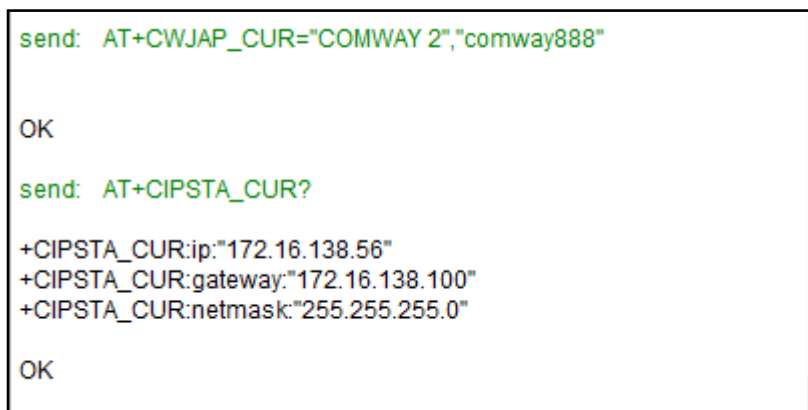 send:   AT+CWJAP_CUR="COMWAY 2","comway888"
OK
send:   AT+CIPSTA_CUR?
+CIPSTA_CUR:ip:"172.16.138.56"
+CIPSTA_CUR:gateway:"172.16.138.100"
+CIPSTA_CUR:netmask:"255.255.255.0"
OK